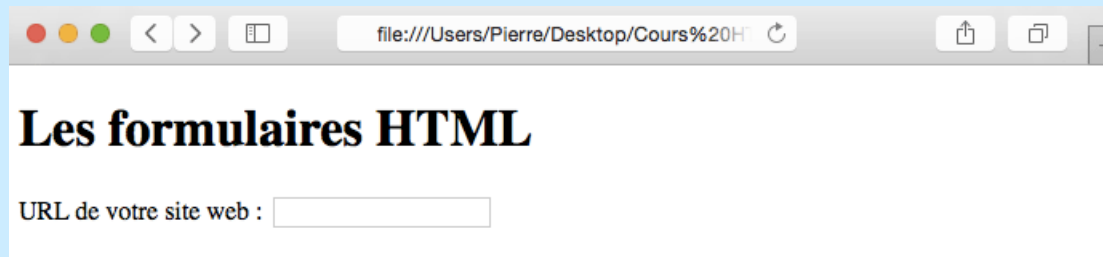 file:///Users/Pierre/Desktop/Cours%20H
Les formulaires HTML
URL de votre site web :